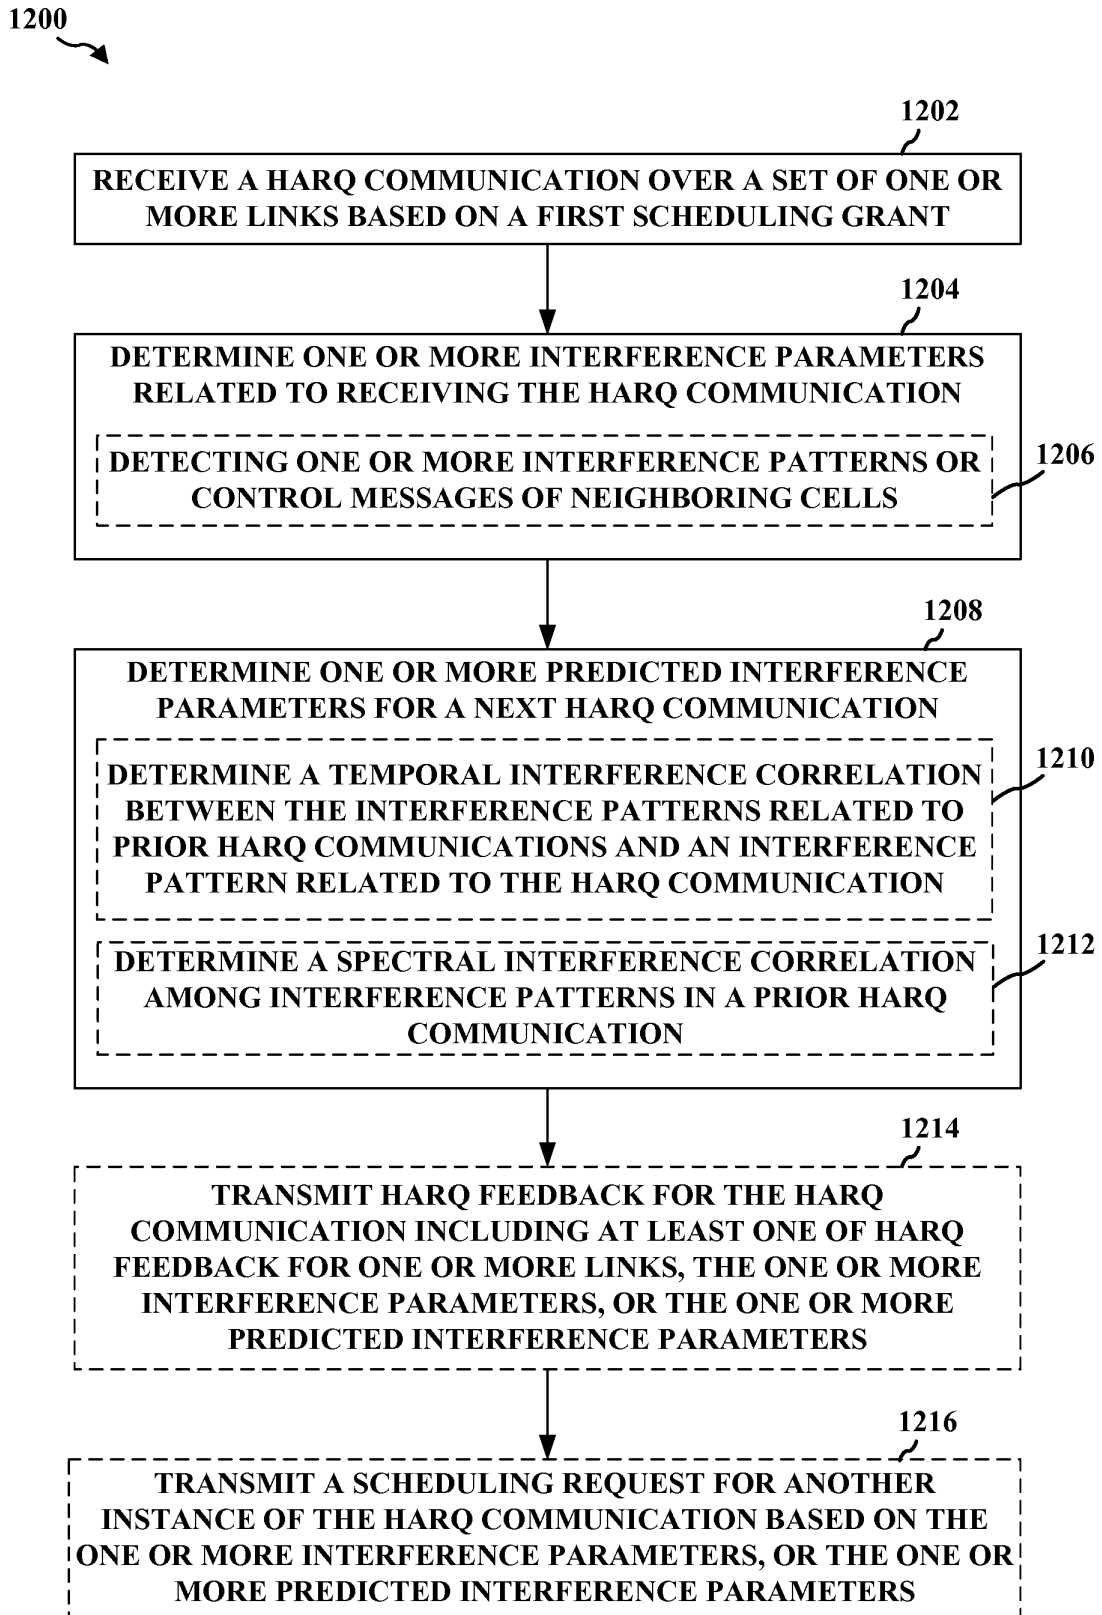 1200
1202
RECEIVE A HARQ COMMUNICATION OVER A SET OF ONE OR
MORE LINKS BASED ON A FIRST SCHEDULING GRANT
1204
DETERMINE ONE OR MORE INTERFERENCE PARAMETERS
RELATED TO RECEIVING THE HARQ COMMUNICATION
1206
DETECTING ONE OR MORE INTERFERENCE PATTERNS OR
CONTROL MESSAGES OF NEIGHBORING CELLS
1208
DETERMINE ONE OR MORE PREDICTED INTERFERENCE
PARAMETERS FOR A NEXT HARQ COMMUNICATION
1210
DETERMINE A TEMPORAL INTERFERENCE CORRELATION
BETWEEN THE INTERFERENCE PATTERNS RELATED TO
PRIOR HARQ COMMUNICATIONS AND AN INTERFERENCE
PATTERN RELATED TO THE HARQ COMMUNICATION
1212
DETERMINE A SPECTRAL INTERFERENCE CORRELATION
AMONG INTERFERENCE PATTERNS IN A PRIOR HARQ
COMMUNICATION
1214
TRANSMIT HARQ FEEDBACK FOR THE HARQ
COMMUNICATION INCLUDING AT LEAST ONE OF HARQ
FEEDBACK FOR ONE OR MORE LINKS, THE ONE OR MORE
INTERFERENCE PARAMETERS, OR THE ONE OR MORE
PREDICTED INTERFERENCE PARAMETERS
1216
TRANSMIT A SCHEDULING REQUEST FOR ANOTHER
INSTANCE OF THE HARQ COMMUNICATION BASED ON THE
ONE OR MORE INTERFERENCE PARAMETERS, OR THE ONE OR
MORE PREDICTED INTERFERENCE PARAMETERS